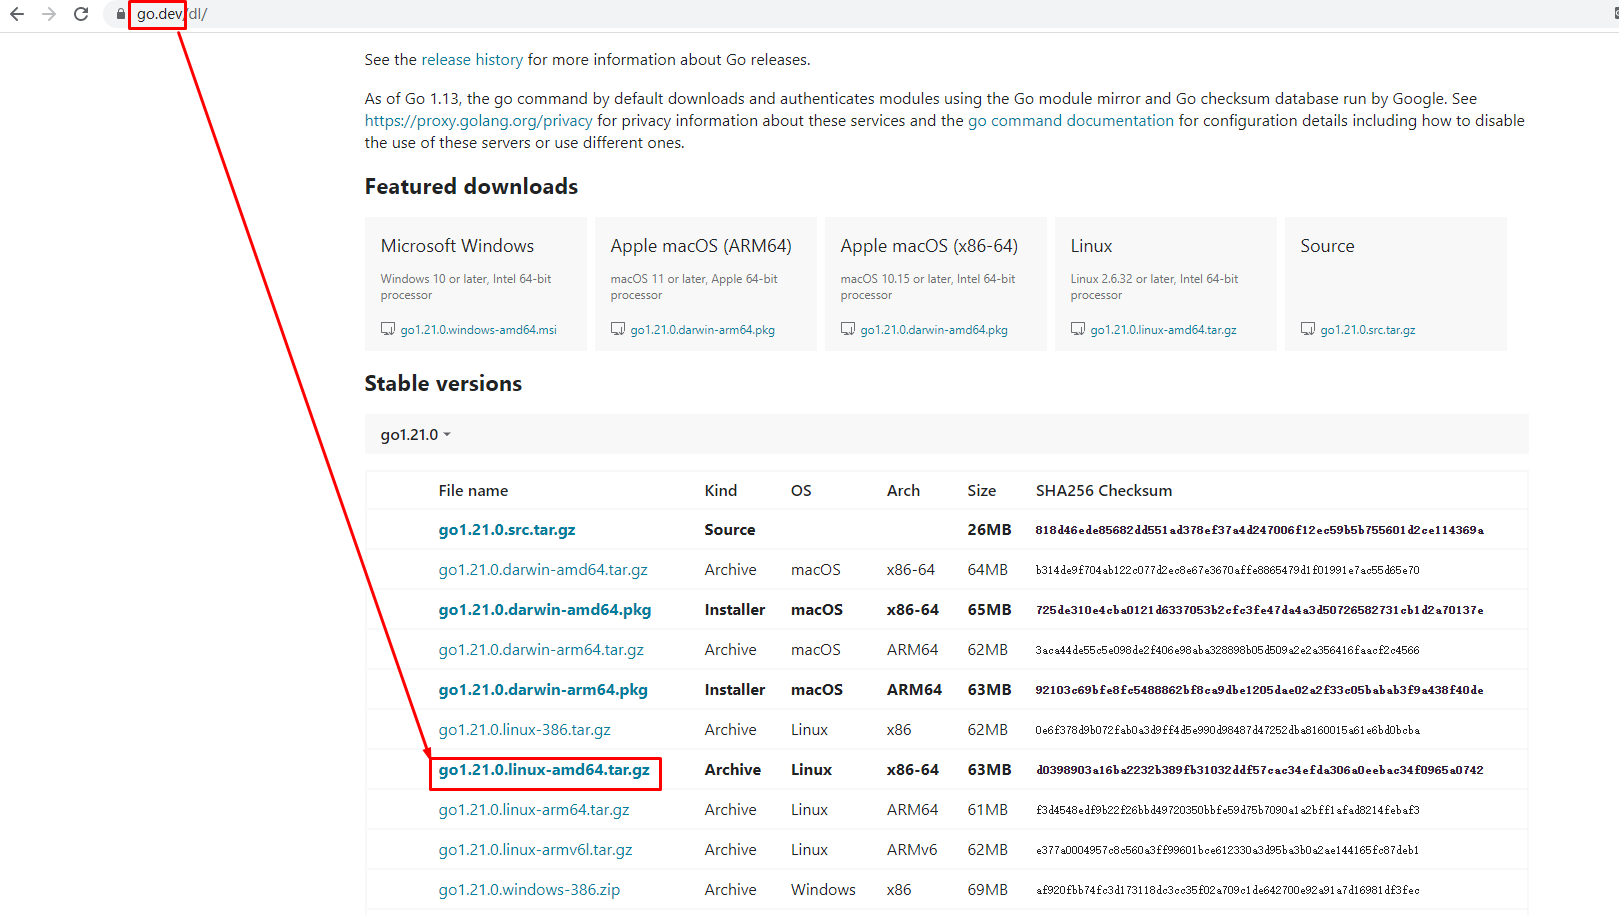 go.dev/dl/
See the release history for more information about Go releases.
As of Go 1.13, the go command by default downloads and authenticates modules using the Go module mirror and Go checksum database run by Google. See
https://proxy.golang.org/privacy for privacy information about these services and the go command documentation for configuration details including how to disable
the use of these servers or use different ones.
Featured downloads
Microsoft Windows
Windows 10 or later, Intel 64-bit
processor
go1.21.0.windows-amd64.msi
Apple macOS (ARM64)
macOS 11 or later, Apple 64-bit
processor
go1.21.0.darwin-arm64.pkg
Apple macOS (x86-64)
macOS 10.15 or later, Intel 64-bit
processor
go1.21.0.darwin-amd64.pkg
Linux
Linux 2.6.32 or later, Intel 64-bit
processor
go1.21.0.linux-amd64.tar.gz
Source
go1.21.0.src.tar.gz
Stable versions
go1.21.0
File name Kind OS Arch Size SHA256 Checksum
go1.21.0.src.tar.gz Source 26MB 818d46ede85682dd551ad378ef37a4d247006f12ec59b5b755601d2ce114369a
go1.21.0.darwin-amd64.tar.gz Archive macOS x86-64 64MB b314de9f704ab122c077d2ec8e67e3670affe8865479d1f01991e7ac55d65e70
go1.21.0.darwin-amd64.pkg Installer macOS x86-64 65MB 725de310e4cba0121d6337053b2cfc3fe47da4a3d50726582731cb1d2a70137e
go1.21.0.darwin-arm64.tar.gz Archive macOS ARM64 62MB 3aca44de55c5e098de2f406e98aba328898b05d509a2e2a356416faacf2c4566
go1.21.0.darwin-arm64.pkg Installer macOS ARM64 63MB 92103c69bfe8fc5488862bf8ca9dbe1205dae02a2f33c05babab3f9a438f40de
go1.21.0.linux-386.tar.gz Archive Linux x86 62MB 0e6f378d9b072fab0a3d9ff4d5e990d98487d47252dba8160015a61e6bd0bcba
go1.21.0.linux-amd64.tar.gz Archive Linux x86-64 63MB d0398903a16ba2232b389fb31032ddf57cac34efda306a0eebac34f0965a0742
go1.21.0.linux-arm64.tar.gz Archive Linux ARM64 61MB f3d4548edf9b22f26bbd49720350bbfe59d75b7090a1a2bff1afad8214febaf3
go1.21.0.linux-armv6l.tar.gz Archive Linux ARMv6 62MB e377a0004957c8c560a3ff99601bce612330a3d95ba3b0a2ae144165fc87deb1
go1.21.0.windows-386.zip Archive Windows x86 69MB af920fbb74fc3d173118dc3cc35f02a709c1de642700e92a91a7d16981df3fec